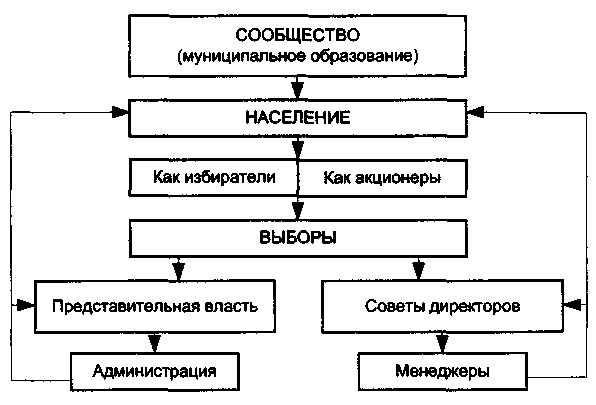 СООБЩЕСТВО
(муниципальное образование)
НАСЕЛЕНИЕ
Как избиратели
Как акционеры
ВЫБОРЫ
Представительная власть
Советы директоров
Администрация
Менеджеры